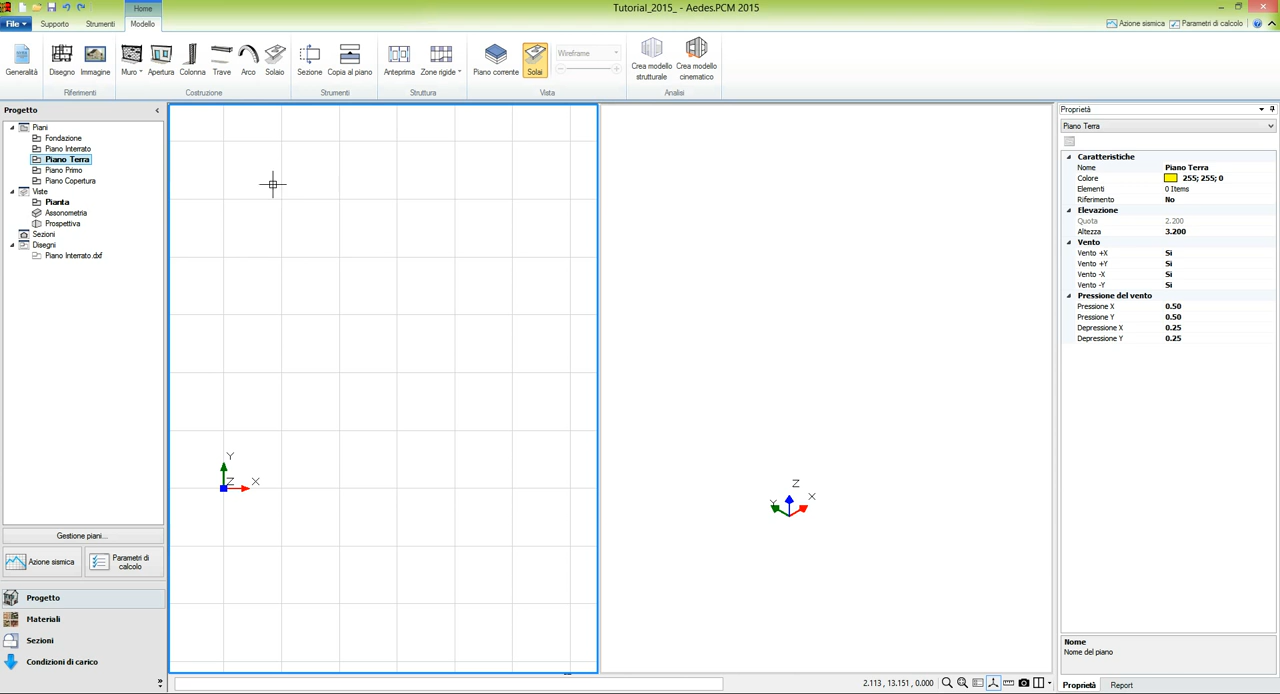 Tutorial_2015_ - Aedes.PCM 2015
Home
File Supporto Strumenti Modello
Azione sismica Parametri di calcolo
Generalità Disegno Immagine Muro Apertura Colonna Trave Arco Solaio Sezione Copia al piano Anteprima Zone rigide Piano corrente Solai Wireframe Crea modello strutturale Crea modello cinematico
Riferimenti Costruzione Strumenti Struttura Vista Analisi
Progetto
Piani
Fondazione
Piano Interrato
Piano Terra
Piano Primo
Piano Copertura
Viste
Pianta
Assonometria
Prospettiva
Sezioni
Disegni
Piano Interrato.dxf
Gestione piani...
Azione sismica
Parametri di calcolo
Progetto
Materiali
Sezioni
Condizioni di carico
Y
Z X
Z
Y X
2.113 , 13.151 , 0.000
Proprietà
Piano Terra
Caratteristiche
Nome Piano Terra
Colore 255; 255; 0
Elementi 0 Items
Riferimento No
Elevazione
Quota 2.200
Altezza 3.200
Vento
Vento +X Si
Vento +Y Si
Vento -X Si
Vento -Y Si
Pressione del vento
Pressione X 0.50
Pressione Y 0.50
Depressione X 0.25
Depressione Y 0.25
Nome
Nome del piano
Proprietà Report